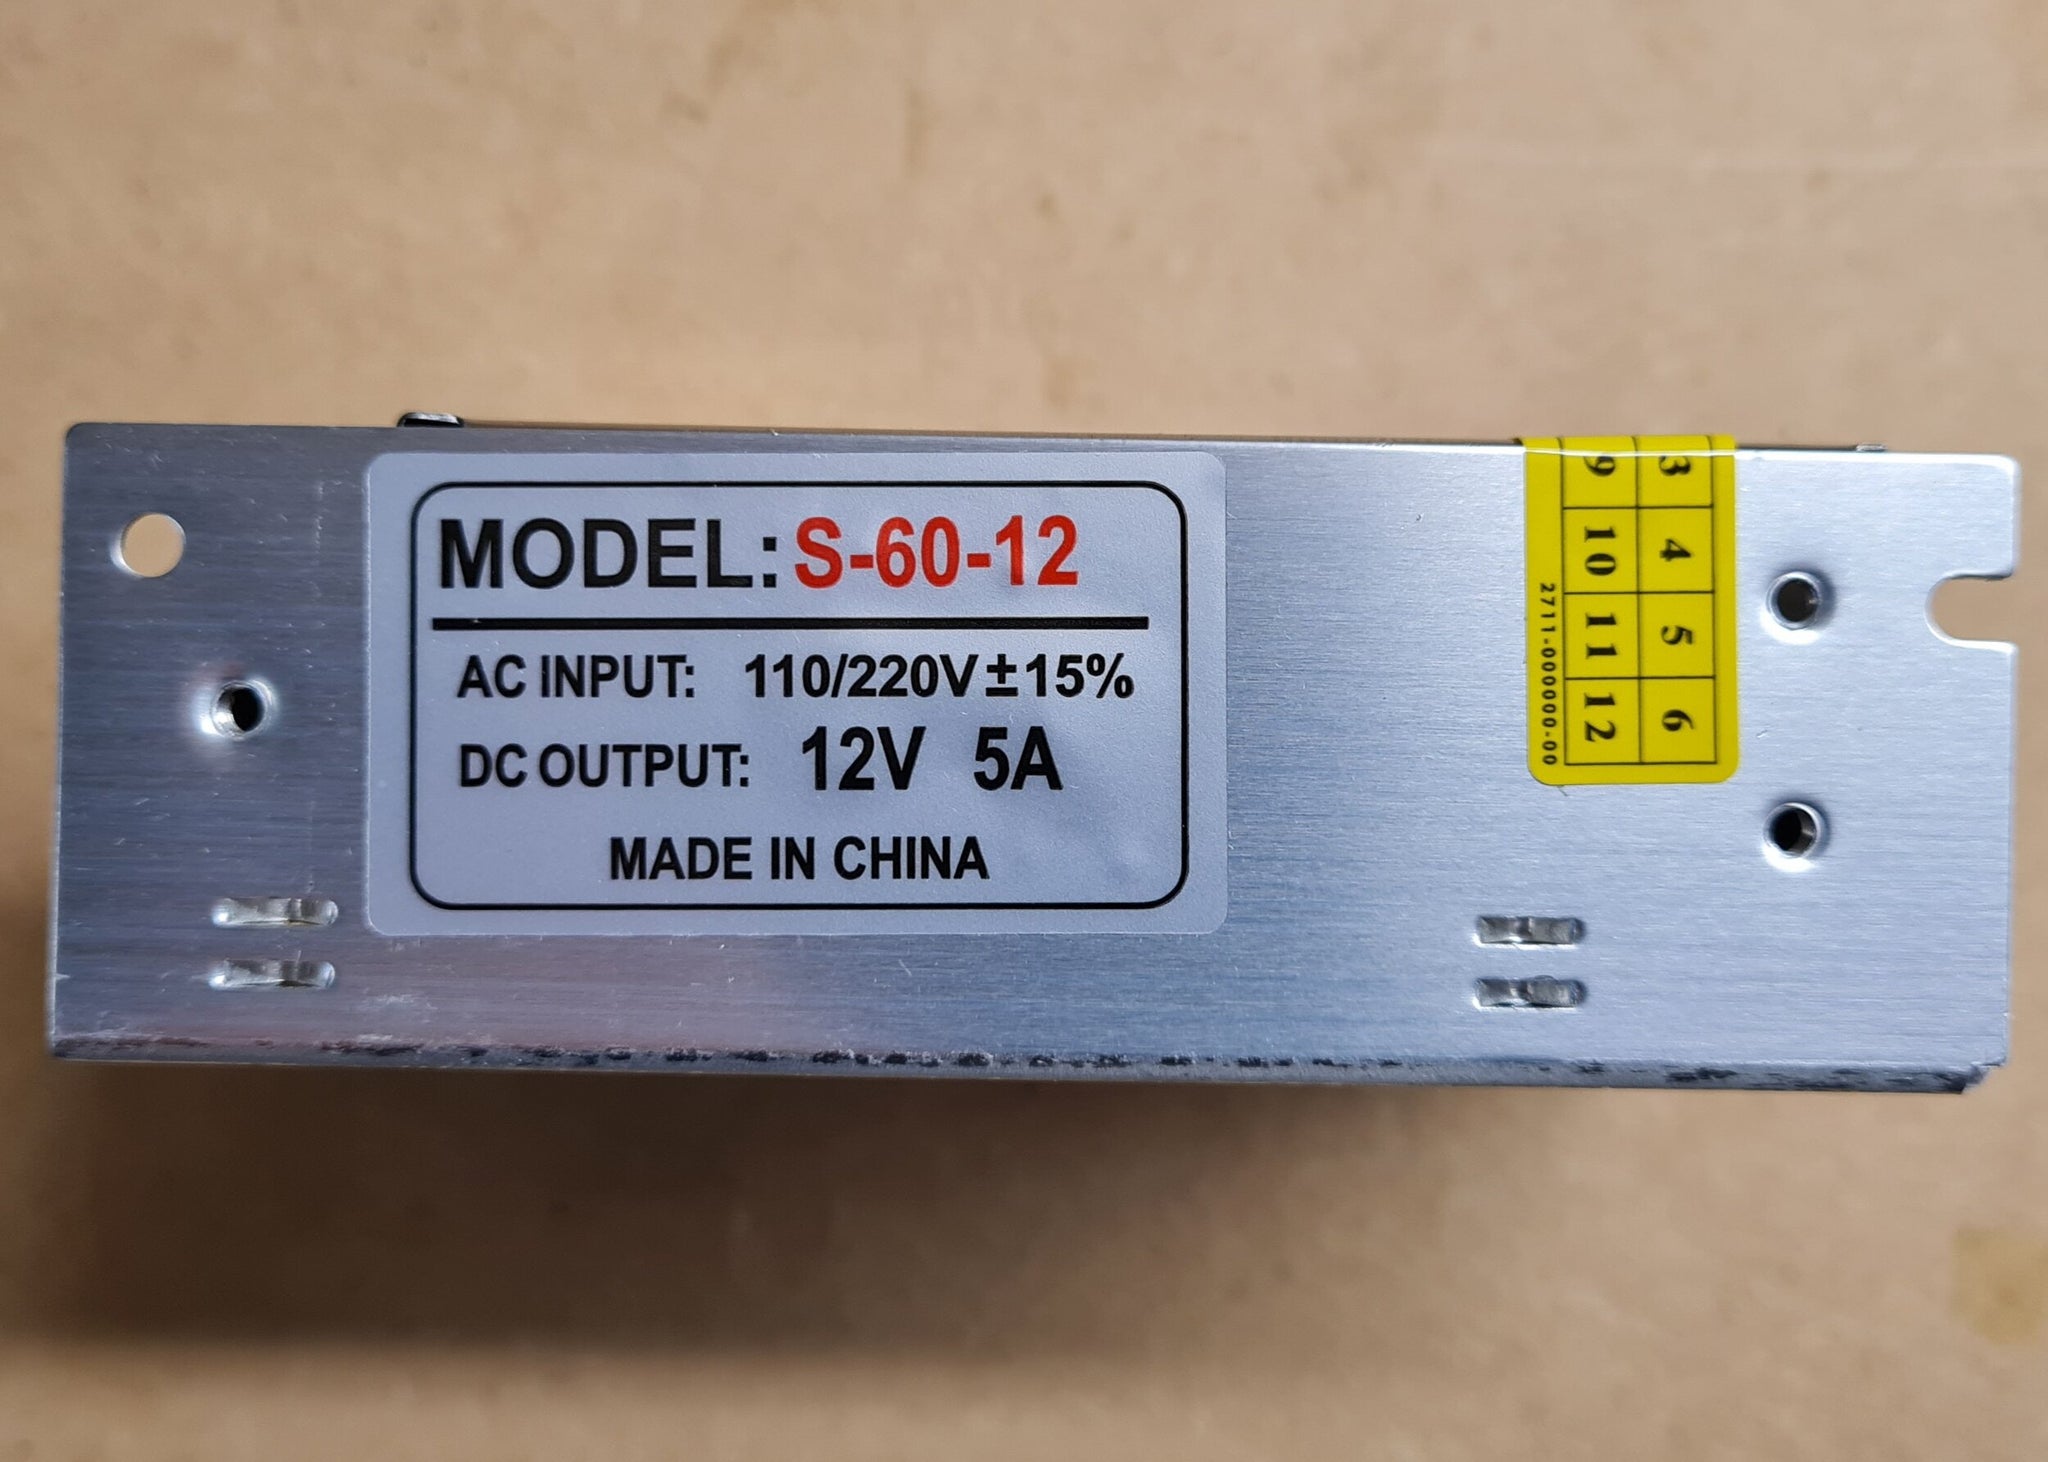 MODEL: S-60-12
AC INPUT: 110/220V±15%
DC OUTPUT: 12V 5A
MADE IN CHINA
3 4 5 6
9 10 11 12
2711-000000-00